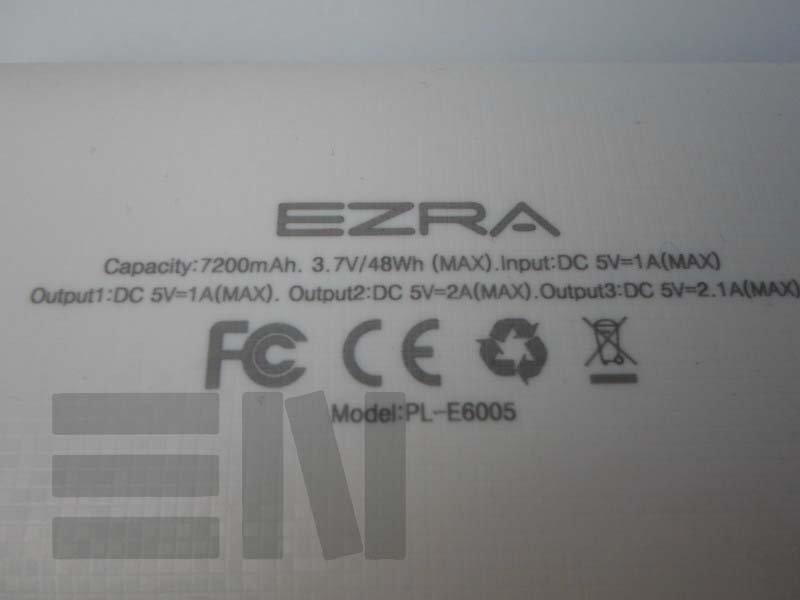 EZRA
Capacity:7200mAh. 3.7V/48Wh (MAX).Input:DC 5V=1A(MAX)
Output1:DC 5V=1A(MAX). Output2:DC 5V=2A(MAX).Output3:DC 5V=2.1A(MAX)
FC CE
Model:PL-E6005
EN